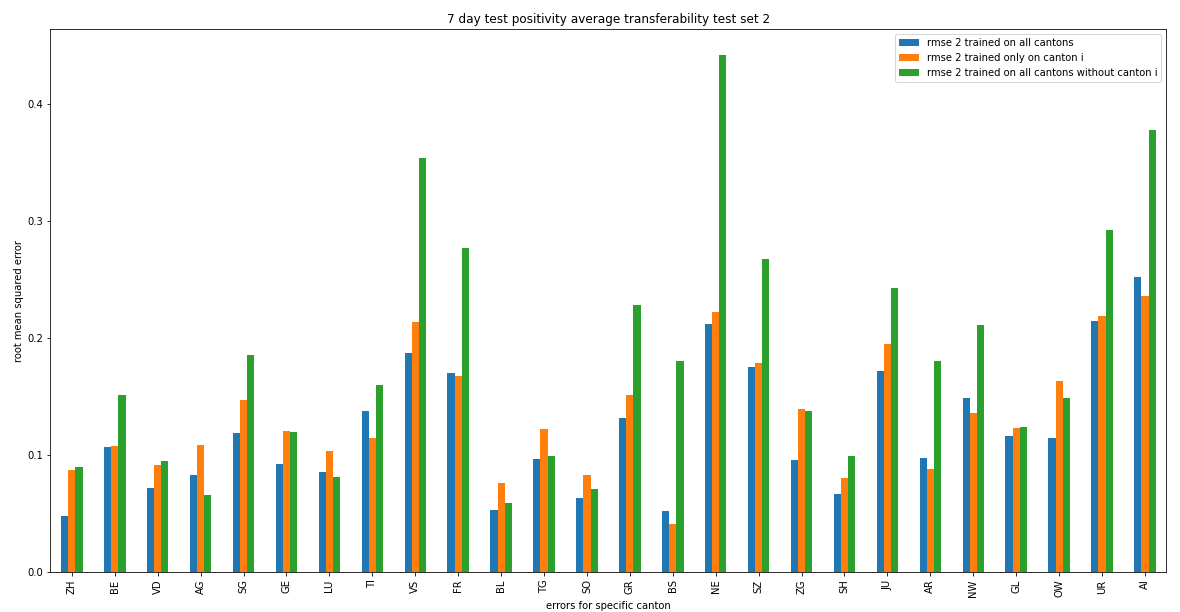 7 day test positivity average transferability test set 2
rmse 2 trained on all cantons
rmse 2 trained only on canton i
rmse 2 trained on all cantons without canton i
root mean squared error
0.4
0.3
0.2
0.1
0.0
ZH BE VD AG SG GE LU TI VS FR BL TG SO GR BS NE SZ ZG SH JU AR NW GL OW UR AI
errors for specific canton